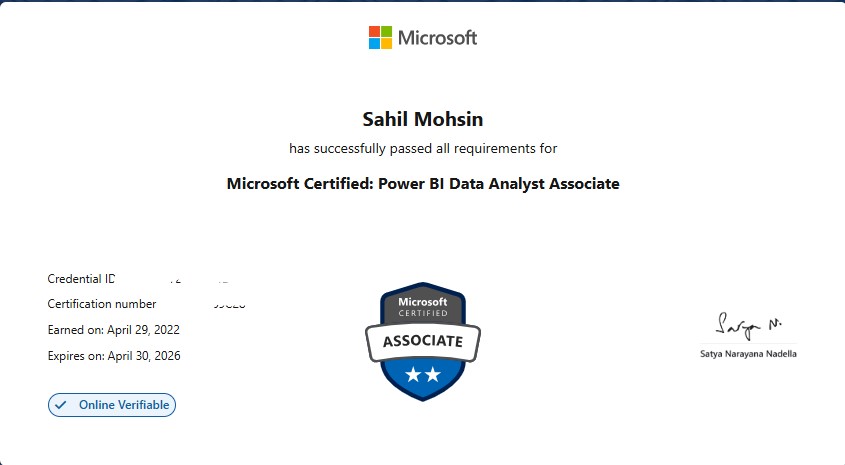 Microsoft
Sahil Mohsin
has successfully passed all requirements for
Microsoft Certified: Power BI Data Analyst Associate
Credential ID
Certification number
Earned on: April 29, 2022
Expires on: April 30, 2026
Online Verifiable
Microsoft
CERTIFIED
ASSOCIATE
Satya N.
Satya Narayana Nadella